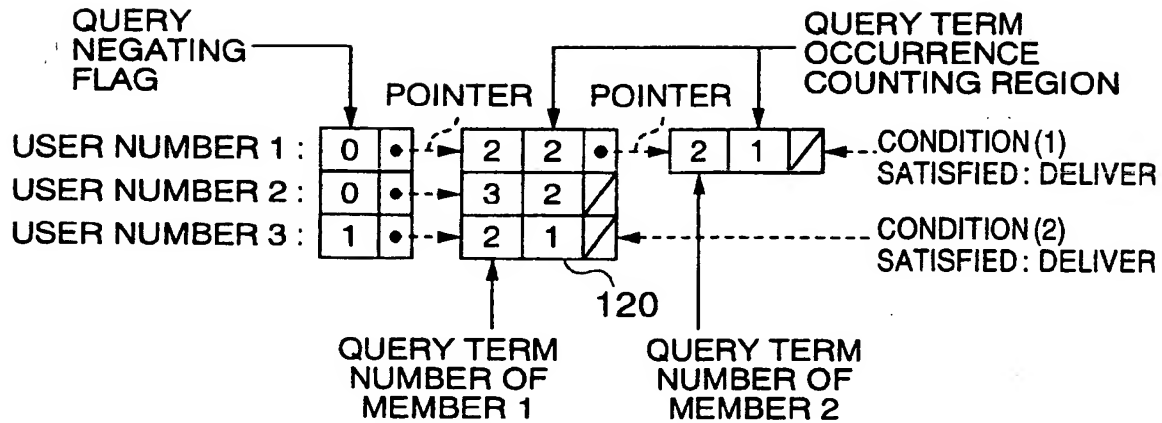 QUERY
NEGATING
FLAG
QUERY TERM
OCCURRENCE
COUNTING REGION
POINTER POINTER
USER NUMBER 1 : 0 2 2 2 1 CONDITION (1)
SATISFIED : DELIVER
USER NUMBER 2 : 0 3 2
USER NUMBER 3 : 1 2 1 CONDITION (2)
SATISFIED : DELIVER
120
QUERY TERM
NUMBER OF
MEMBER 1
QUERY TERM
NUMBER OF
MEMBER 2